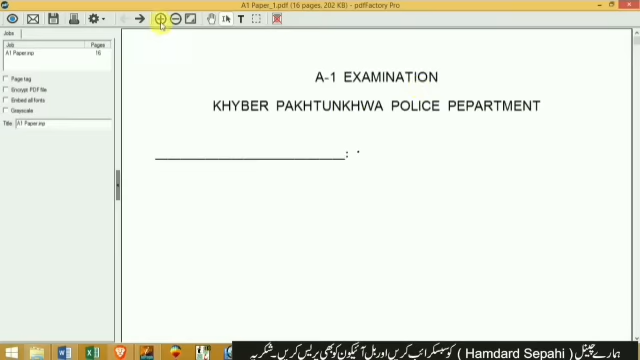 A1 Paper_1.pdf (16 pages, 202 KB) - pdfFactory Pro
Jobs
Job Pages
A1 Paper.inp 16
Page tag
Encrypt PDF file
Embed all fonts
Grayscale
Title: A1 Paper.inp
A-1 EXAMINATION
KHYBER PAKHTUNKHWA POLICE PEPARTMENT
ہمارے چینل ( Hamdard Sepahi ) کو سبسکرائب کریں اور بل آئیکون کو بھی پریس کریں۔شکریہ